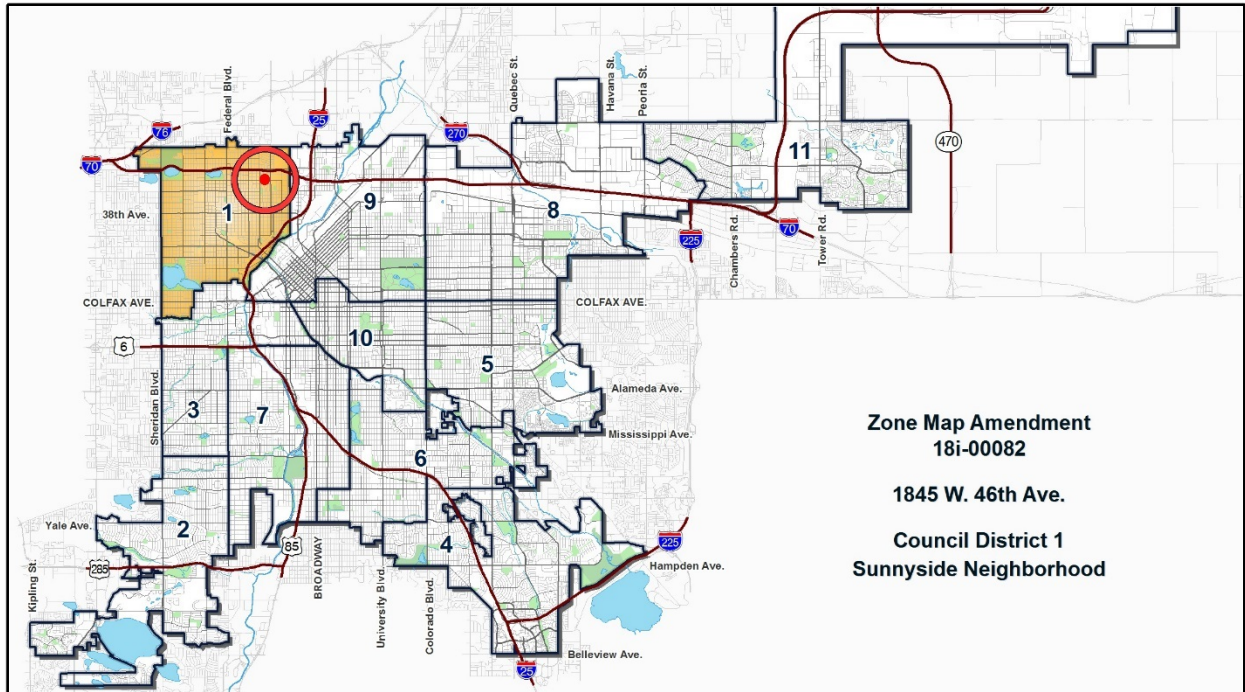 Federal Blvd.
25
Quebec St.
Havana St.
Peoria St.
76
270
470
70
11
38th Ave.
1
9
8
225
Chambers Rd.
70
Tower Rd.
COLFAX AVE.
COLFAX AVE.
6
10
5
Sheridan Blvd.
3
7
Alameda Ave.
Mississippi Ave.
6
Zone Map Amendment
18i-00082
1845 W. 46th Ave.
Council District 1
Sunnyside Neighborhood
Yale Ave.
2
285
85
BROADWAY
4
225
Hampden Ave.
Kipling St.
University Blvd.
Colorado Blvd.
Belleview Ave.
25